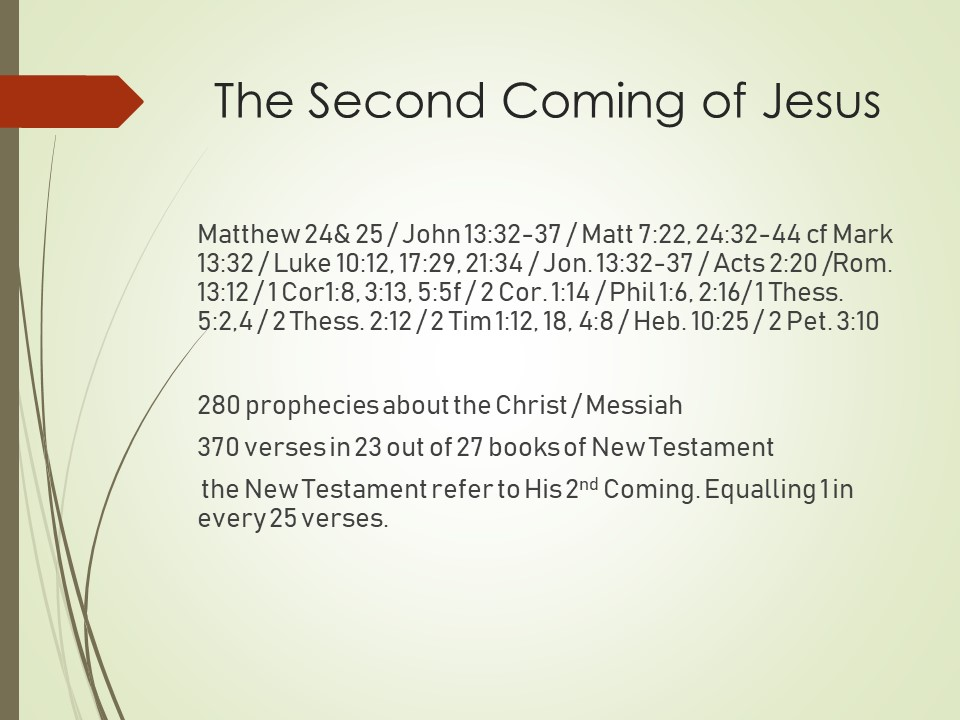 The Second Coming of Jesus
Matthew 24& 25 / John 13:32-37 / Matt 7:22, 24:32-44 cf Mark
13:32 / Luke 10:12, 17:29, 21:34 / Jon. 13:32-37 / Acts 2:20 /Rom.
13:12 / 1 Cor1:8, 3:13, 5:5f / 2 Cor. 1:14 / Phil 1:6, 2:16/ 1 Thess.
5:2,4 / 2 Thess. 2:12 / 2 Tim 1:12, 18, 4:8 / Heb. 10:25 / 2 Pet. 3:10
280 prophecies about the Christ / Messiah
370 verses in 23 out of 27 books of New Testament
the New Testament refer to His 2nd Coming. Equalling 1 in
every 25 verses.